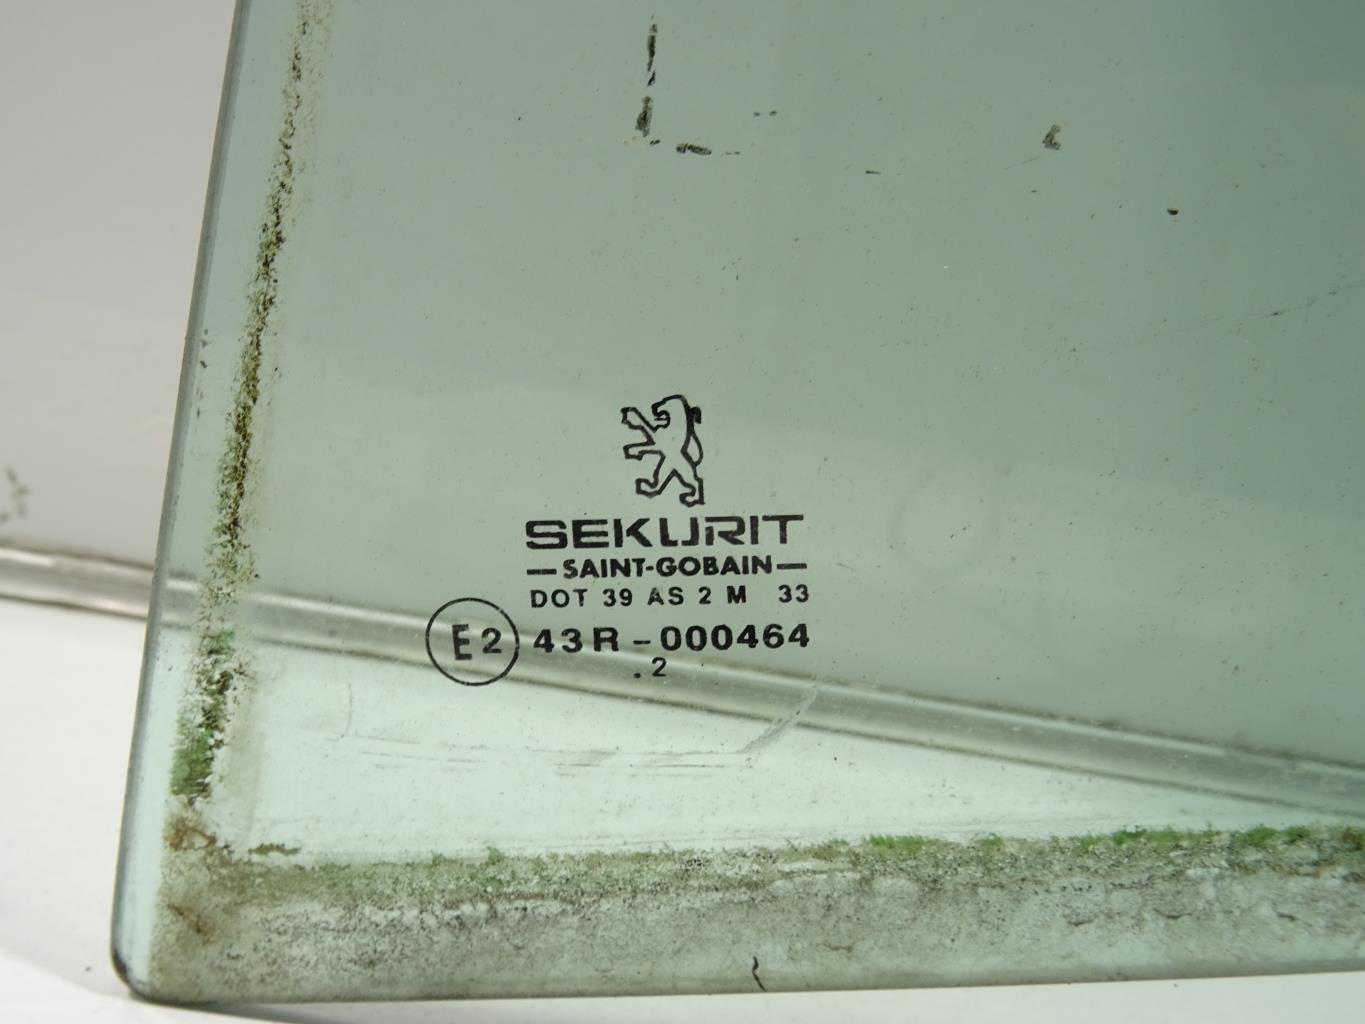 SEKURIT
—SAINT-GOBAIN—
DOT 39 AS 2 M 33
E2 43R-000464
.2